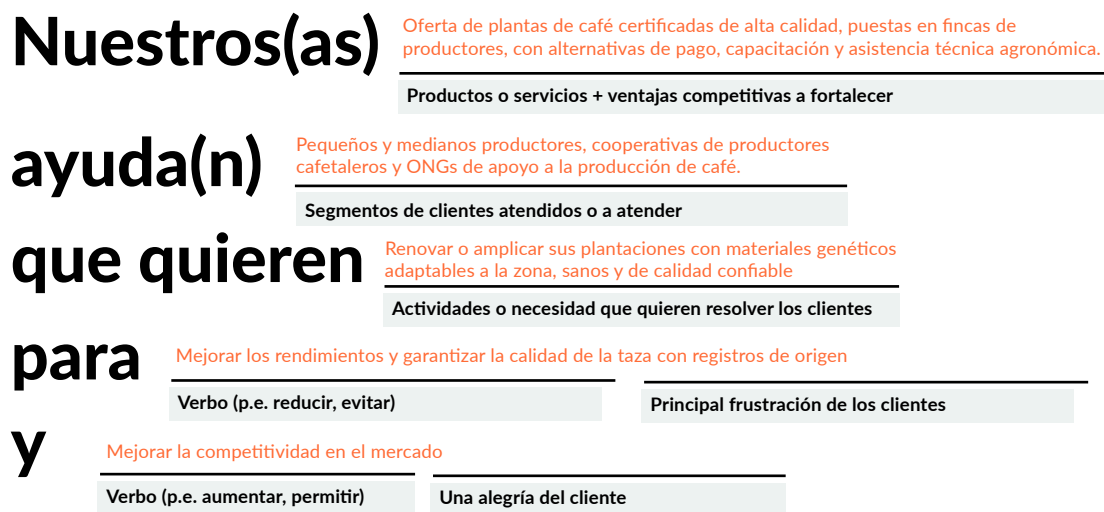 Nuestros(as)
Oferta de plantas de café certificadas de alta calidad, puestas en fincas de
productores, con alternativas de pago, capacitación y asistencia técnica agronómica.
Productos o servicios + ventajas competitivas a fortalecer
ayuda(n)
Pequeños y medianos productores, cooperativas de productores
cafetaleros y ONGs de apoyo a la producción de café.
Segmentos de clientes atendidos o a atender
que quieren
Renovar o amplicar sus plantaciones con materiales genéticos
adaptables a la zona, sanos y de calidad confiable
Actividades o necesidad que quieren resolver los clientes
para
Mejorar los rendimientos y garantizar la calidad de la taza con registros de origen
Verbo (p.e. reducir, evitar)
Principal frustración de los clientes
y
Mejorar la competitividad en el mercado
Verbo (p.e. aumentar, permitir)
Una alegría del cliente